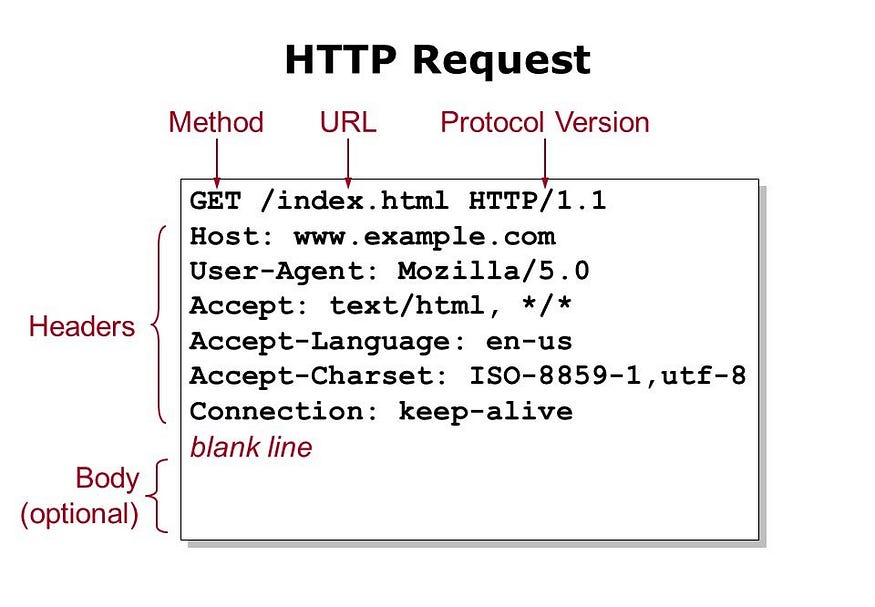 HTTP Request
Method URL Protocol Version
GET /index.html HTTP/1.1
Host: www.example.com
User-Agent: Mozilla/5.0
Accept: text/html, */*
Headers
Accept-Language: en-us
Accept-Charset: ISO-8859-1,utf-8
Connection: keep-alive
blank line
Body
(optional)